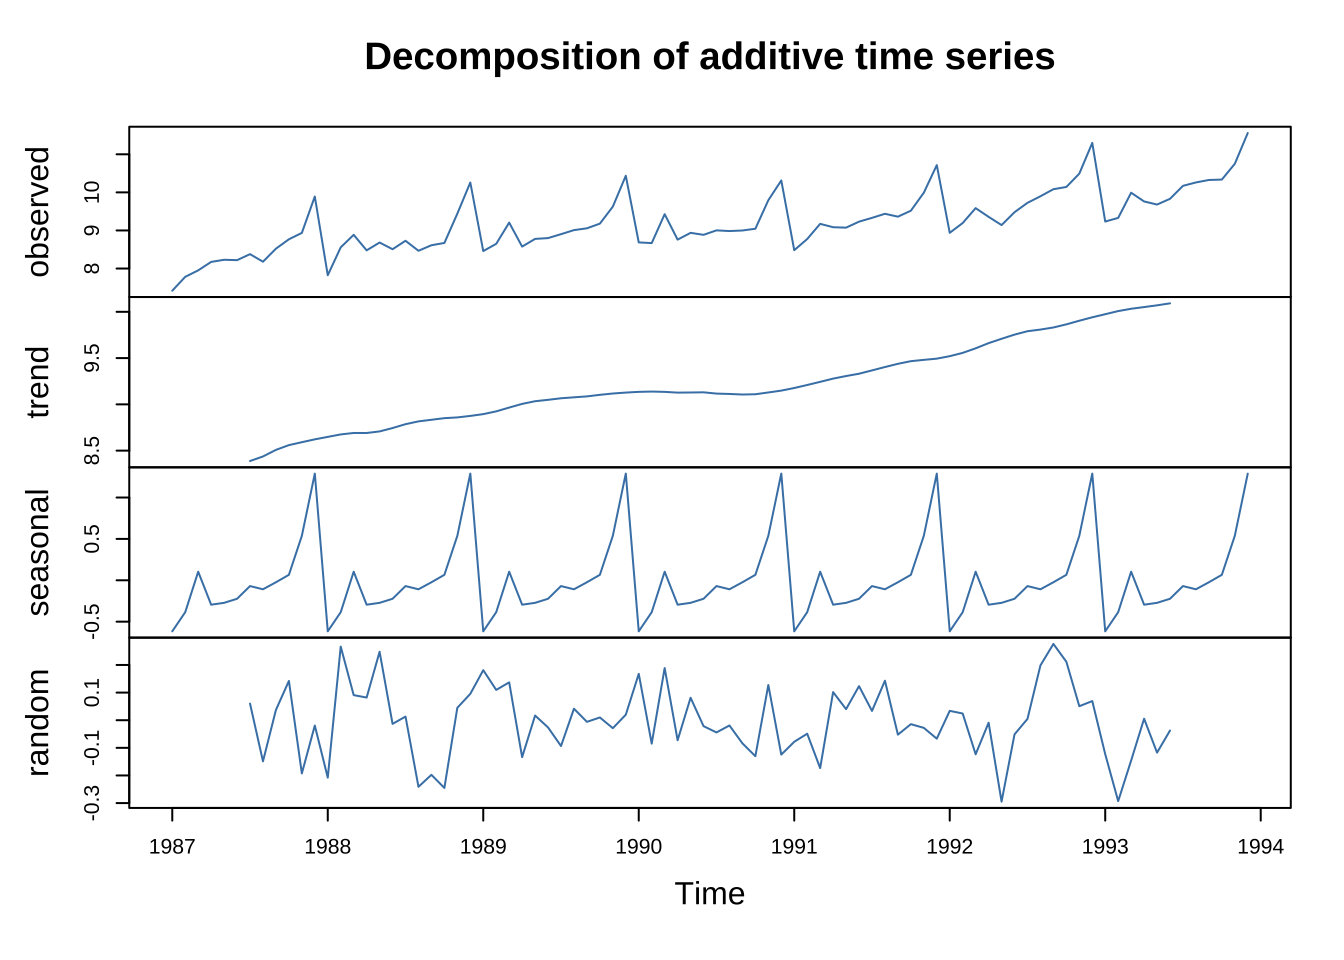 Decomposition of additive time series
observed
8 9 10
trend
8.5 9.5
seasonal
-0.5 0.5
random
-0.3 -0.1 0.1
1987 1988 1989 1990 1991 1992 1993 1994
Time